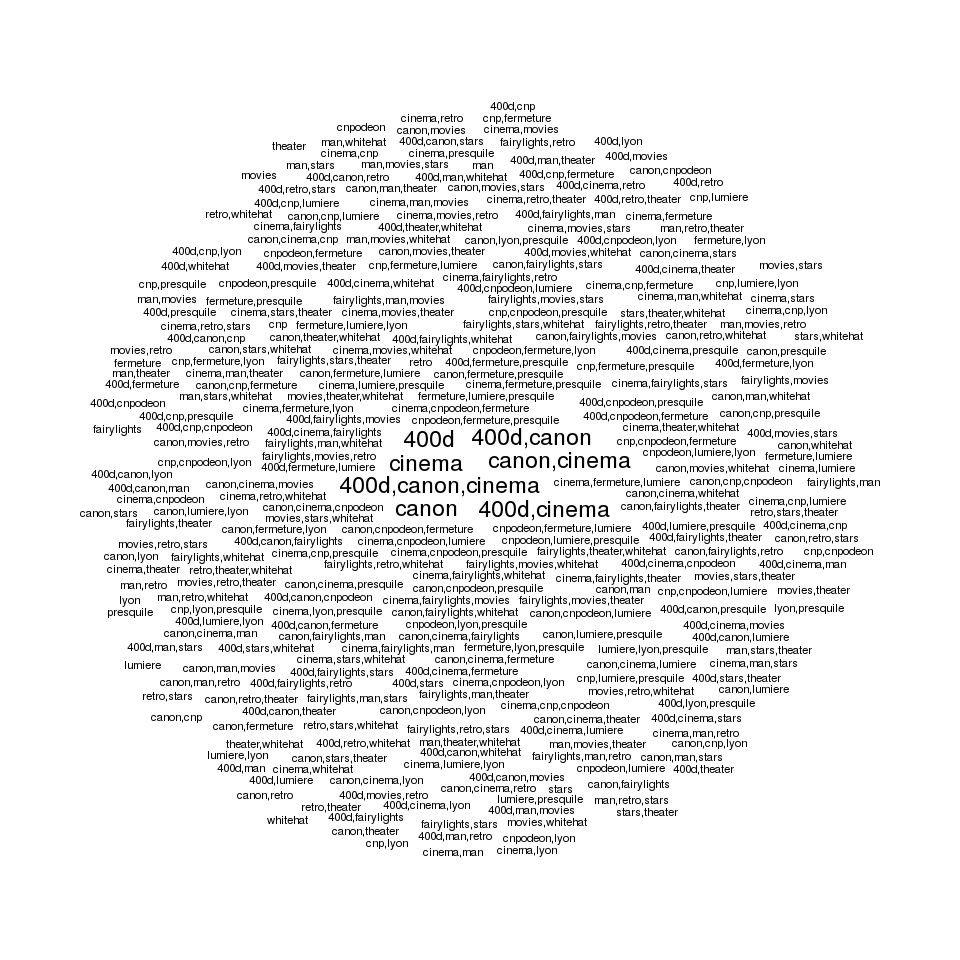 400d,cnp
cinema,retro cnp,fermeture
cnpodeon canon,movies cinema,movies
theater man,whitehat 400d,canon,stars fairylights,retro 400d,lyon
cinema,cnp cinema,presquile 400d,man,theater 400d,movies
man,stars man,movies,stars man canon,cnpodeon
movies 400d,canon,retro 400d,man,whitehat 400d,cnp,fermeture 400d,retro
400d,retro,stars canon,man,theater canon,movies,stars 400d,cinema,retro
400d,cnp,lumiere cinema,man,movies cinema,retro,theater 400d,retro,theater cnp,lumiere
retro,whitehat canon,cnp,lumiere cinema,movies,retro 400d,fairylights,man cinema,fermeture
cinema,fairylights 400d,theater,whitehat cinema,movies,stars man,retro,theater
canon,cinema,cnp man,movies,whitehat canon,lyon,presquile 400d,cnpodeon,lyon fermeture,lyon
400d,cnp,lyon cnpodeon,fermeture canon,movies,theater 400d,movies,whitehat canon,cinema,stars
400d,whitehat 400d,movies,theater cnp,fermeture,lumiere canon,fairylights,stars 400d,cinema,theater movies,stars
cnp,presquile cnpodeon,presquile 400d,cinema,whitehat cinema,fairylights,retro cinema,cnp,fermeture cnp,lumiere,lyon
400d,cnpodeon,lumiere
man,movies fermeture,presquile fairylights,man,movies fairylights,movies,stars cinema,man,whitehat cinema,stars
400d,presquile cinema,stars,theater cinema,movies,theater cnp,cnpodeon,presquile stars,theater,whitehat cinema,cnp,lyon
cinema,retro,stars cnp fermeture,lumiere,lyon fairylights,stars,whitehat fairylights,retro,theater man,movies,retro
400d,canon,cnp canon,theater,whitehat 400d,fairylights,whitehat canon,fairylights,movies canon,retro,whitehat stars,whitehat
movies,retro canon,stars,whitehat cinema,movies,whitehat cnpodeon,fermeture,lyon 400d,cinema,presquile canon,presquile
fermeture cnp,fermeture,lyon fairylights,stars,theater retro 400d,fermeture,presquile cnp,fermeture,presquile 400d,fermeture,lyon
man,theater cinema,man,theater canon,fermeture,lumiere canon,fermeture,presquile
400d,fermeture canon,cnp,fermeture cinema,lumiere,presquile cinema,fermeture,presquile cinema,fairylights,stars fairylights,movies
man,stars,whitehat movies,theater,whitehat fermeture,lumiere,presquile canon,man,whitehat
400d,cnpodeon cinema,fermeture,lyon cinema,cnpodeon,fermeture 400d,cnpodeon,presquile
400d,cnp,presquile 400d,fairylights,movies cnpodeon,fermeture,presquile 400d,cnpodeon,fermeture canon,cnp,presquile
fairylights 400d,cnp,cnpodeon 400d,cinema,fairylights cinema,theater,whitehat 400d,movies,stars
canon,movies,retro fairylights,man,whitehat 400d 400d,canon cnp,cnpodeon,fermeture canon,whitehat
fairylights,movies,retro cnpodeon,lumiere,lyon fermeture,lumiere
cnp,cnpodeon,lyon 400d,fermeture,lumiere cinema canon,cinema canon,movies,whitehat cinema,lumiere
400d,canon,lyon canon,cinema,movies 400d,canon,cinema cinema,fermeture,lumiere canon,cnp,cnpodeon fairylights,man
400d,canon,man cinema,retro,whitehat canon,cinema,whitehat
cinema,cnpodeon canon,cinema,cnpodeon canon 400d,cinema canon,fairylights,theater cinema,cnp,lumiere
canon,stars canon,lumiere,lyon movies,stars,whitehat retro,stars,theater
fairylights,theater canon,fermeture,lyon canon,cnpodeon,fermeture cnpodeon,fermeture,lumiere 400d,lumiere,presquile 400d,cinema,cnp
movies,retro,stars 400d,canon,fairylights cinema,cnpodeon,lumiere cnpodeon,lumiere,presquile 400d,fairylights,theater canon,retro,stars
canon,lyon fairylights,whitehat cinema,cnp,presquile cinema,cnpodeon,presquile fairylights,theater,whitehat canon,fairylights,retro cnp,cnpodeon
cinema,theater retro,theater,whitehat fairylights,retro,whitehat fairylights,movies,whitehat 400d,cinema,cnpodeon 400d,cinema,man
man,retro movies,retro,theater canon,cinema,presquile cinema,fairylights,whitehat cinema,fairylights,theater movies,stars,theater
lyon man,retro,whitehat 400d,canon,cnpodeon canon,cnpodeon,presquile canon,man cnp,cnpodeon,lumiere movies,theater
presquile cnp,lyon,presquile cinema,lyon,presquile cinema,fairylights,movies fairylights,movies,theater 400d,canon,presquile lyon,presquile
400d,lumiere,lyon 400d,canon,fermeture canon,fairylights,whitehat canon,cnpodeon,lumiere
canon,cinema,man canon,fairylights,man cnpodeon,lyon,presquile canon,lumiere,presquile 400d,cinema,movies
400d,man,stars 400d,stars,whitehat canon,cinema,fairylights 400d,canon,lumiere
cinema,fairylights,man fermeture,lyon,presquile lumiere,lyon,presquile man,stars,theater
lumiere cinema,stars,whitehat canon,cinema,fermeture canon,cinema,lumiere cinema,man,stars
canon,man,movies 400d,fairylights,stars 400d,cinema,fermeture
canon,man,retro 400d,fairylights,retro 400d,stars cinema,cnpodeon,lyon cnp,lumiere,presquile 400d,stars,theater
retro,stars canon,retro,theater fairylights,man,stars fairylights,man,theater movies,retro,whitehat canon,lumiere
canon,cnp 400d,canon,theater canon,cnpodeon,lyon cinema,cnp,cnpodeon 400d,lyon,presquile
canon,fermeture retro,stars,whitehat fairylights,retro,stars canon,cinema,theater 400d,cinema,stars
400d,cinema,lumiere cinema,man,retro
theater,whitehat 400d,retro,whitehat man,theater,whitehat man,movies,theater canon,cnp,lyon
lumiere,lyon canon,stars,theater 400d,canon,whitehat fairylights,man,retro canon,man,stars
400d,man cinema,whitehat cinema,lumiere,lyon cnpodeon,lumiere 400d,theater
400d,lumiere canon,cinema,lyon 400d,canon,movies canon,fairylights
canon,retro 400d,movies,retro canon,cinema,retro stars
retro,theater 400d,cinema,lyon lumiere,presquile man,retro,stars
whitehat 400d,fairylights 400d,man,movies stars,theater
canon,theater fairylights,stars movies,whitehat
cnp,lyon 400d,man,retro cnpodeon,lyon
cinema,man cinema,lyon